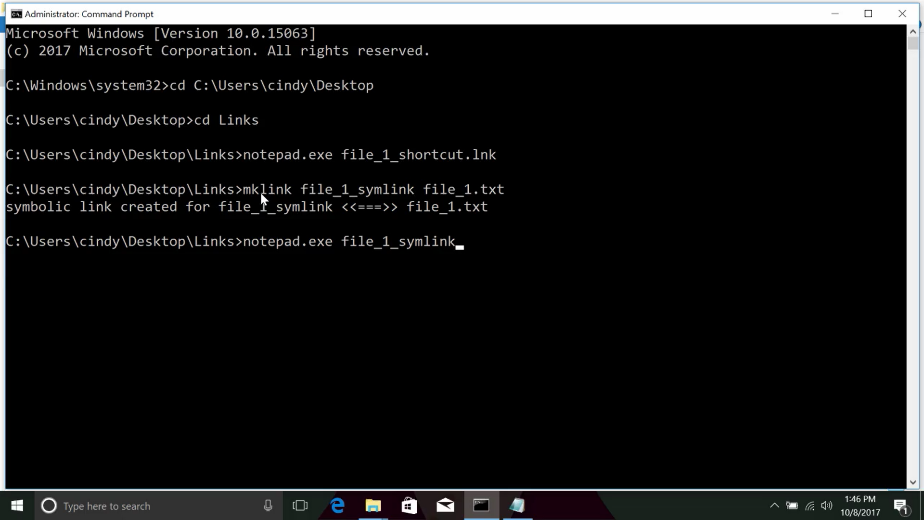 Administrator: Command Prompt
Microsoft Windows [Version 10.0.15063]
(c) 2017 Microsoft Corporation. All rights reserved.
C:\Windows\system32>cd C:\Users\cindy\Desktop
C:\Users\cindy\Desktop>cd Links
C:\Users\cindy\Desktop\Links>notepad.exe file_1_shortcut.lnk
C:\Users\cindy\Desktop\Links>mklink file_1_symlink file_1.txt
symbolic link created for file_1_symlink <<===>> file_1.txt
C:\Users\cindy\Desktop\Links>notepad.exe file_1_symlink
Type here to search
1:46 PM
10/8/2017
1